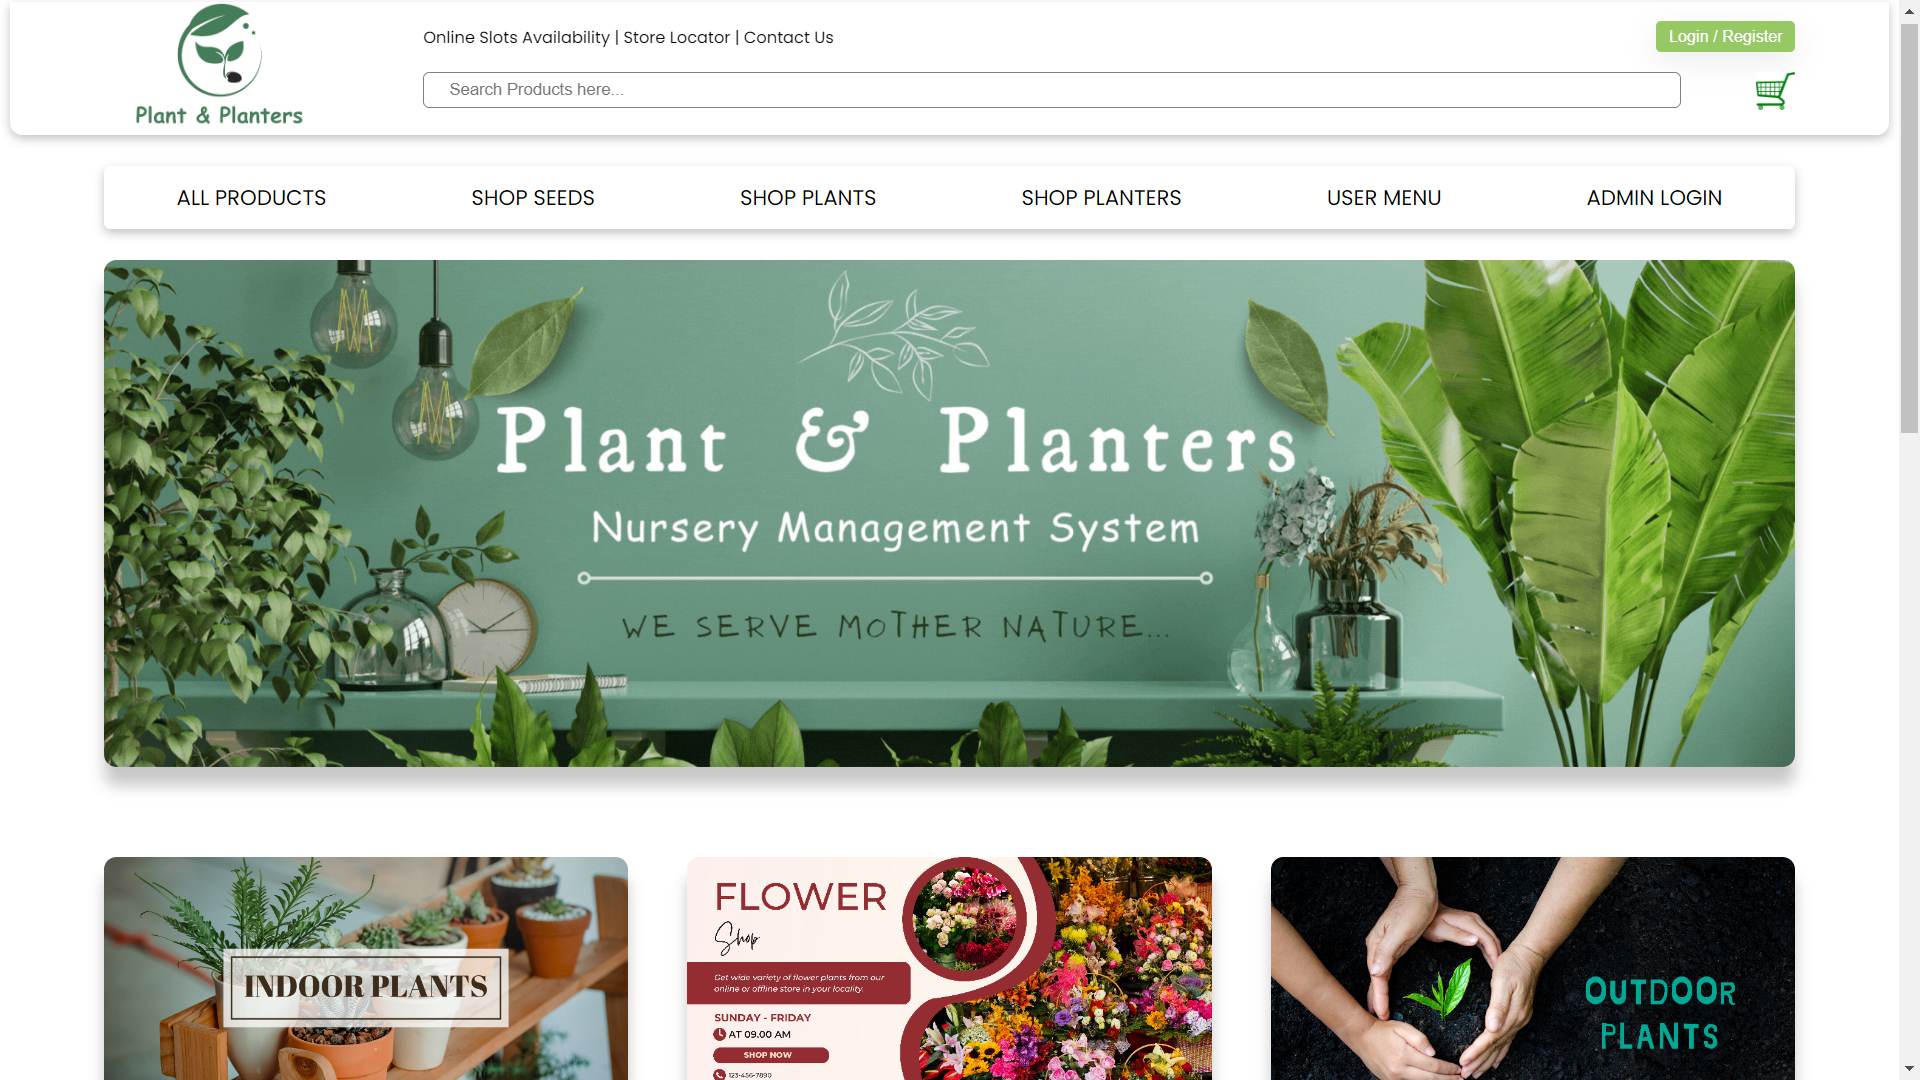 Plant & Planters
Online Slots Availability | Store Locator | Contact Us
Login / Register
Search Products here...
ALL PRODUCTS
SHOP SEEDS
SHOP PLANTS
SHOP PLANTERS
USER MENU
ADMIN LOGIN
Plant & Planters
Nursery Management System
WE SERVE MOTHER NATURE...
INDOOR PLANTS
FLOWER
Shop
Get wide variety of flower plants from our
online or offline store in your locality.
SUNDAY - FRIDAY
AT 09.00 AM
SHOP NOW
123-456-7890
OUTDOOR
PLANTS